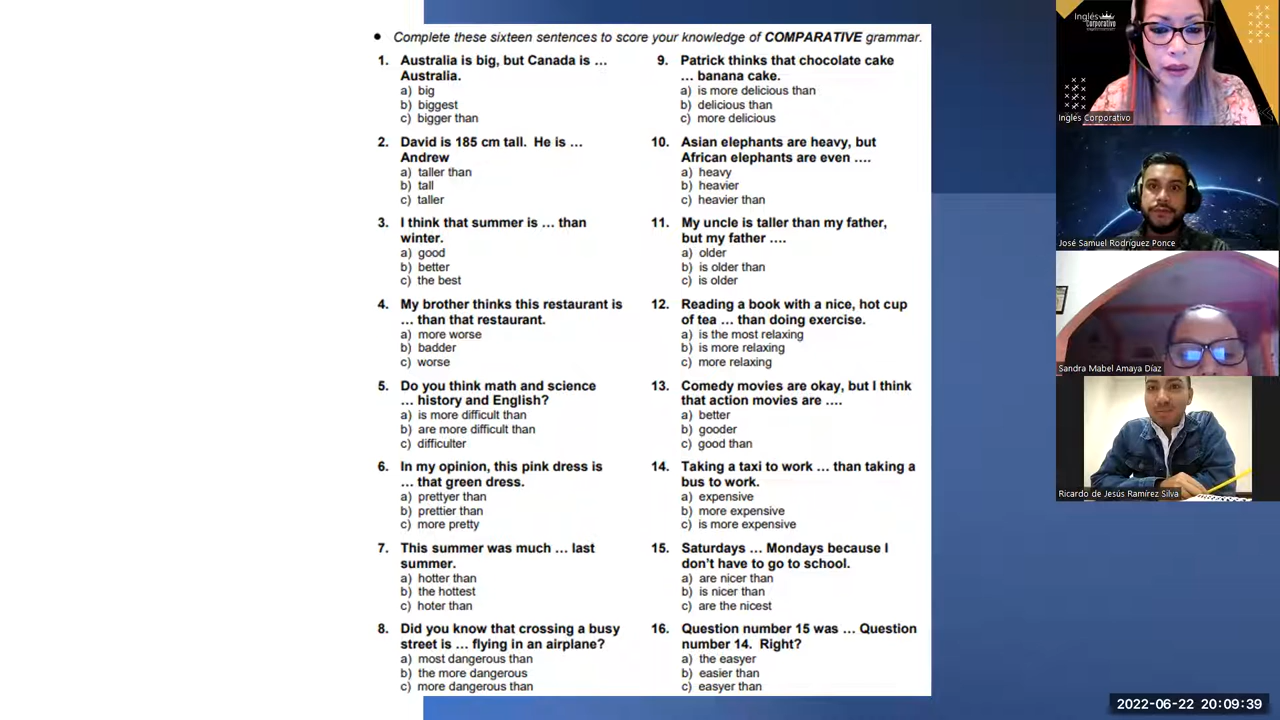 • Complete these sixteen sentences to score your knowledge of COMPARATIVE grammar.
1. Australia is big, but Canada is …
Australia.
a) big
b) biggest
c) bigger than
2. David is 185 cm tall. He is …
Andrew
a) taller than
b) tall
c) taller
3. I think that summer is … than
winter.
a) good
b) better
c) the best
4. My brother thinks this restaurant is
… than that restaurant.
a) more worse
b) badder
c) worse
5. Do you think math and science
… history and English?
a) is more difficult than
b) are more difficult than
c) difficulter
6. In my opinion, this pink dress is
… that green dress.
a) prettyer than
b) prettier than
c) more pretty
7. This summer was much … last
summer.
a) hotter than
b) the hottest
c) hoter than
8. Did you know that crossing a busy
street is … flying in an airplane?
a) most dangerous than
b) the more dangerous
c) more dangerous than
9. Patrick thinks that chocolate cake
… banana cake.
a) is more delicious than
b) delicious than
c) more delicious
10. Asian elephants are heavy, but
African elephants are even ….
a) heavy
b) heavier
c) heavier than
11. My uncle is taller than my father,
but my father ….
a) older
b) is older than
c) is older
12. Reading a book with a nice, hot cup
of tea … than doing exercise.
a) is the most relaxing
b) is more relaxing
c) more relaxing
13. Comedy movies are okay, but I think
that action movies are ….
a) better
b) gooder
c) good than
14. Taking a taxi to work … than taking a
bus to work.
a) expensive
b) more expensive
c) is more expensive
15. Saturdays … Mondays because I
don't have to go to school.
a) are nicer than
b) is nicer than
c) are the nicest
16. Question number 15 was … Question
number 14. Right?
a) the easyer
b) easier than
c) easyer than
Inglés
Corporativo
Inglés Corporativo
José Samuel Rodríguez Ponce
Sandra Mabel Amaya Díaz
Ricardo de Jesús Ramírez Silva
2022-06-22 20:09:39